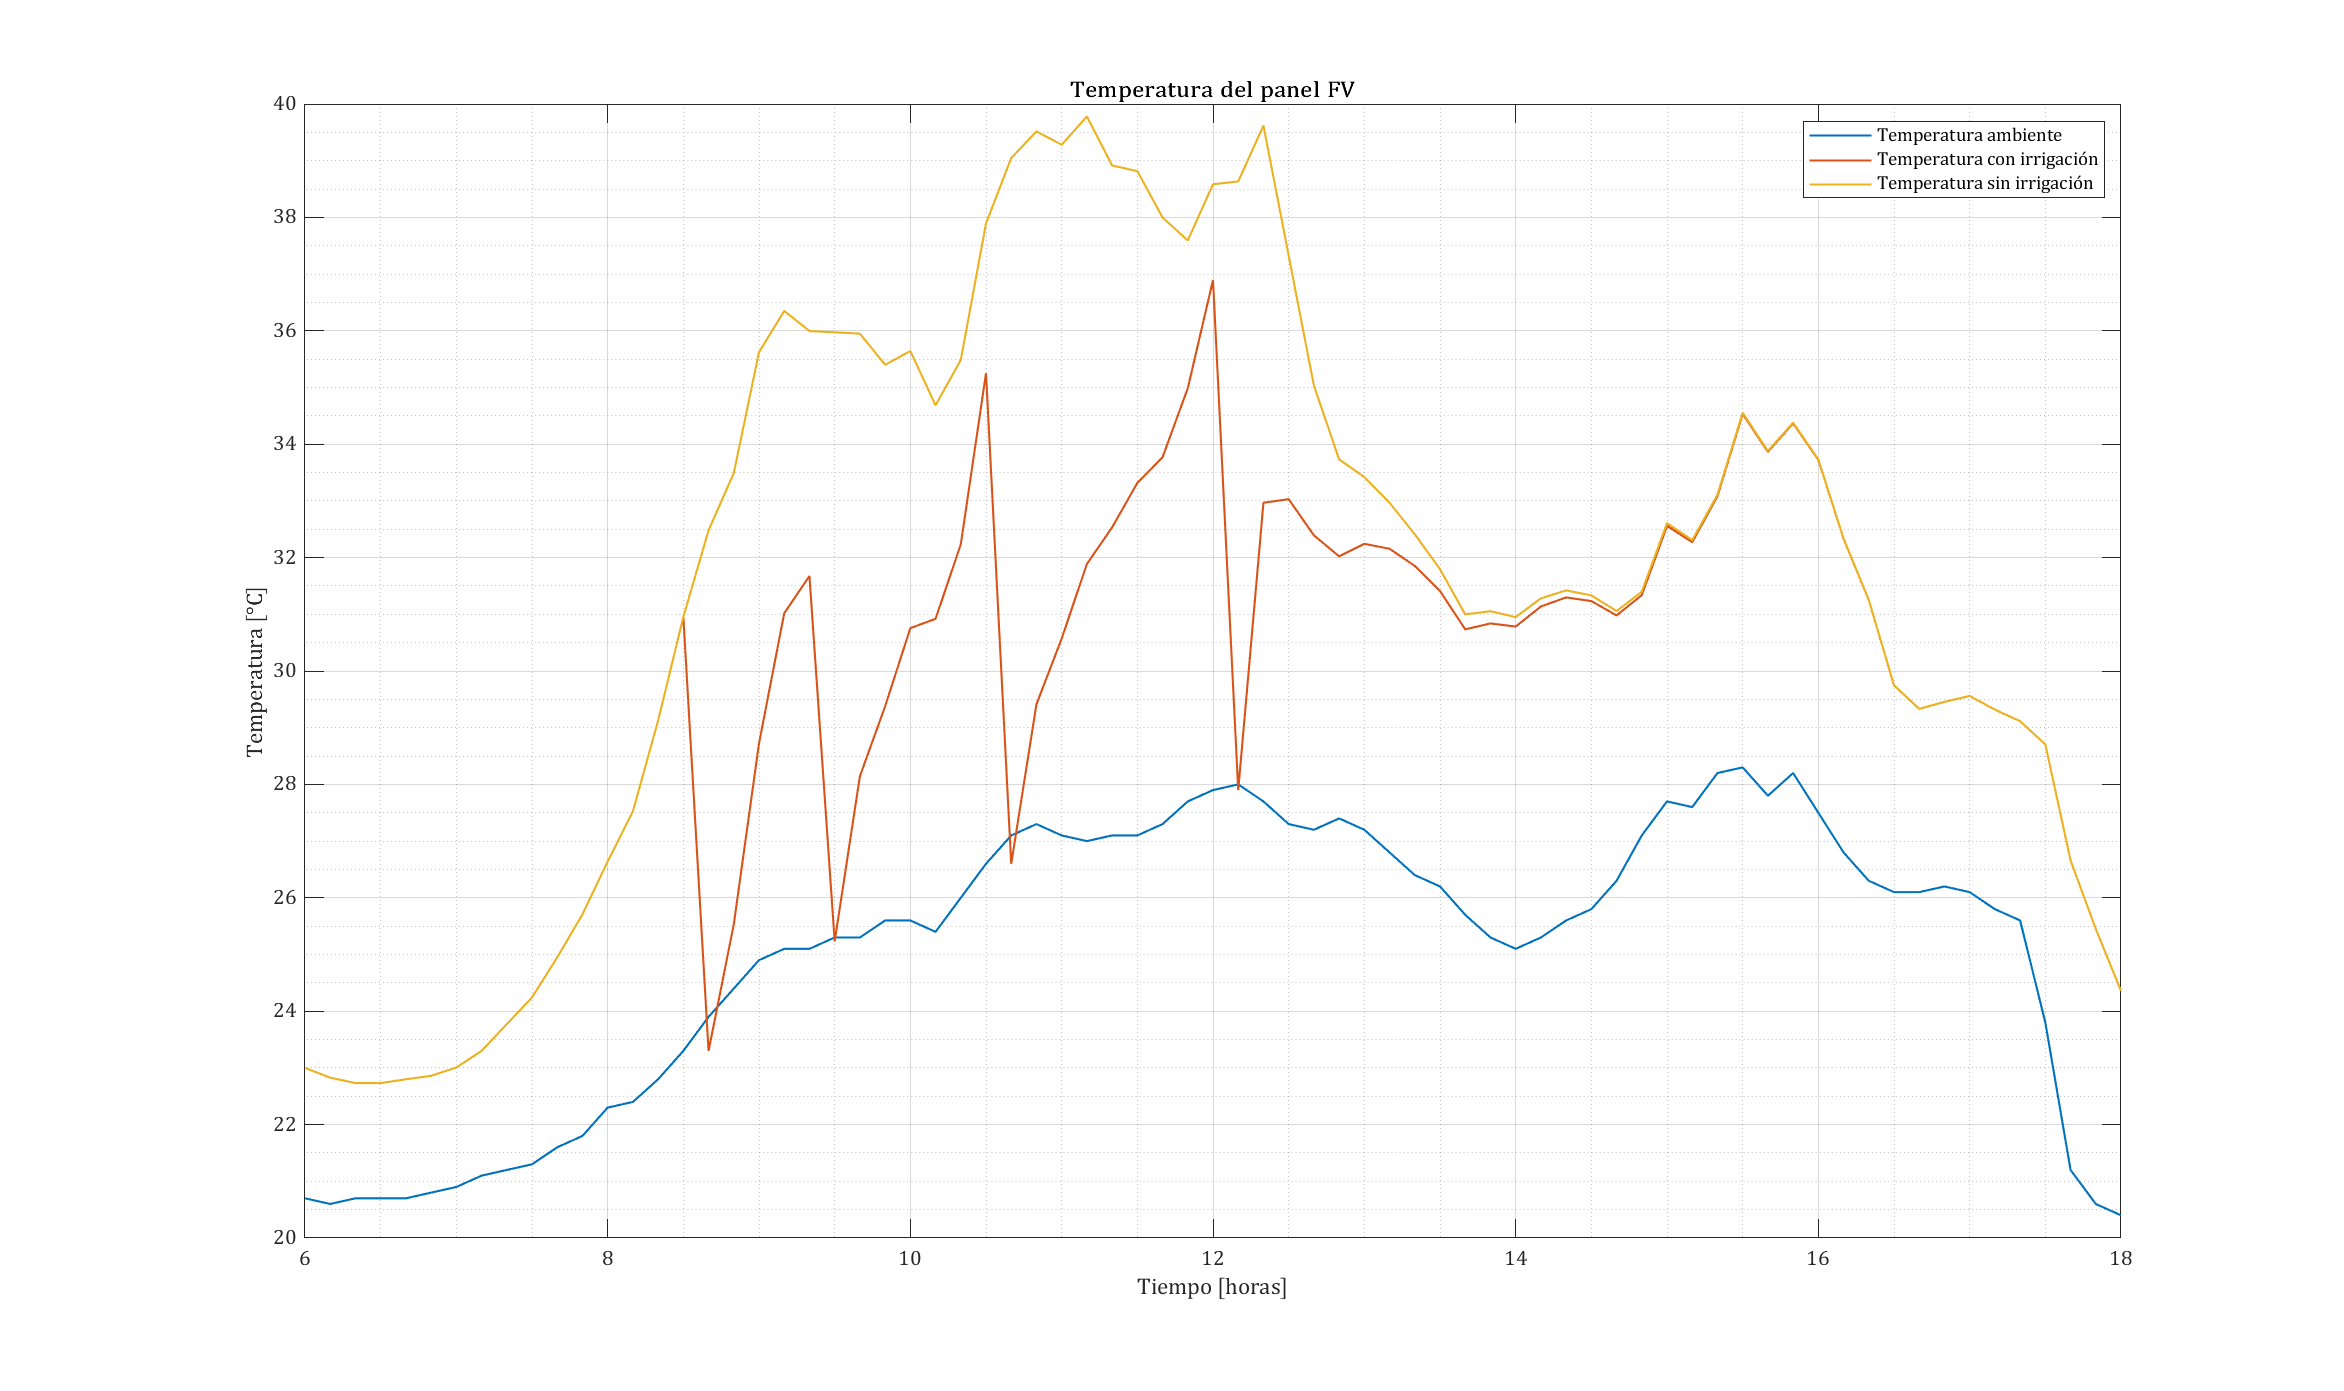 Temperatura del panel FV
Temperatura ambiente
Temperatura con irrigación
Temperatura sin irrigación
Temperatura [°C]
40
38
36
34
32
30
28
26
24
22
20
6 8 10 12 14 16 18
Tiempo [horas]